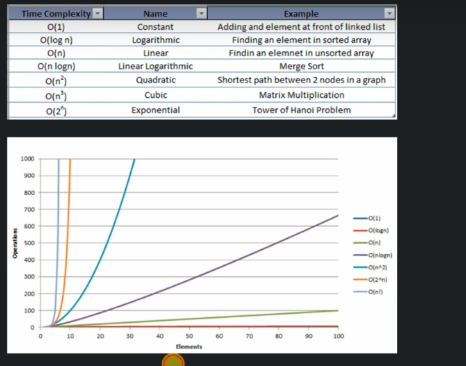 Time Complexity Name Example
O(1) Constant Adding and element at front of linked list
O(log n) Logarithmic Finding an element in sorted array
O(n) Linear Findin an elemnet in unsorted array
O(n logn) Linear Logarithmic Merge Sort
O(n²) Quadratic Shortest path between 2 nodes in a graph
O(n³) Cubic Matrix Multiplication
O(2ⁿ) Exponential Tower of Hanoi Problem
1000
900
800
700
600
500
400
300
200
100
0
Operations
0 10 20 30 40 50 60 70 80 90 100
Elements
O(1)
O(logn)
O(n)
O(nlogn)
O(n^2)
O(2^n)
O(n!)